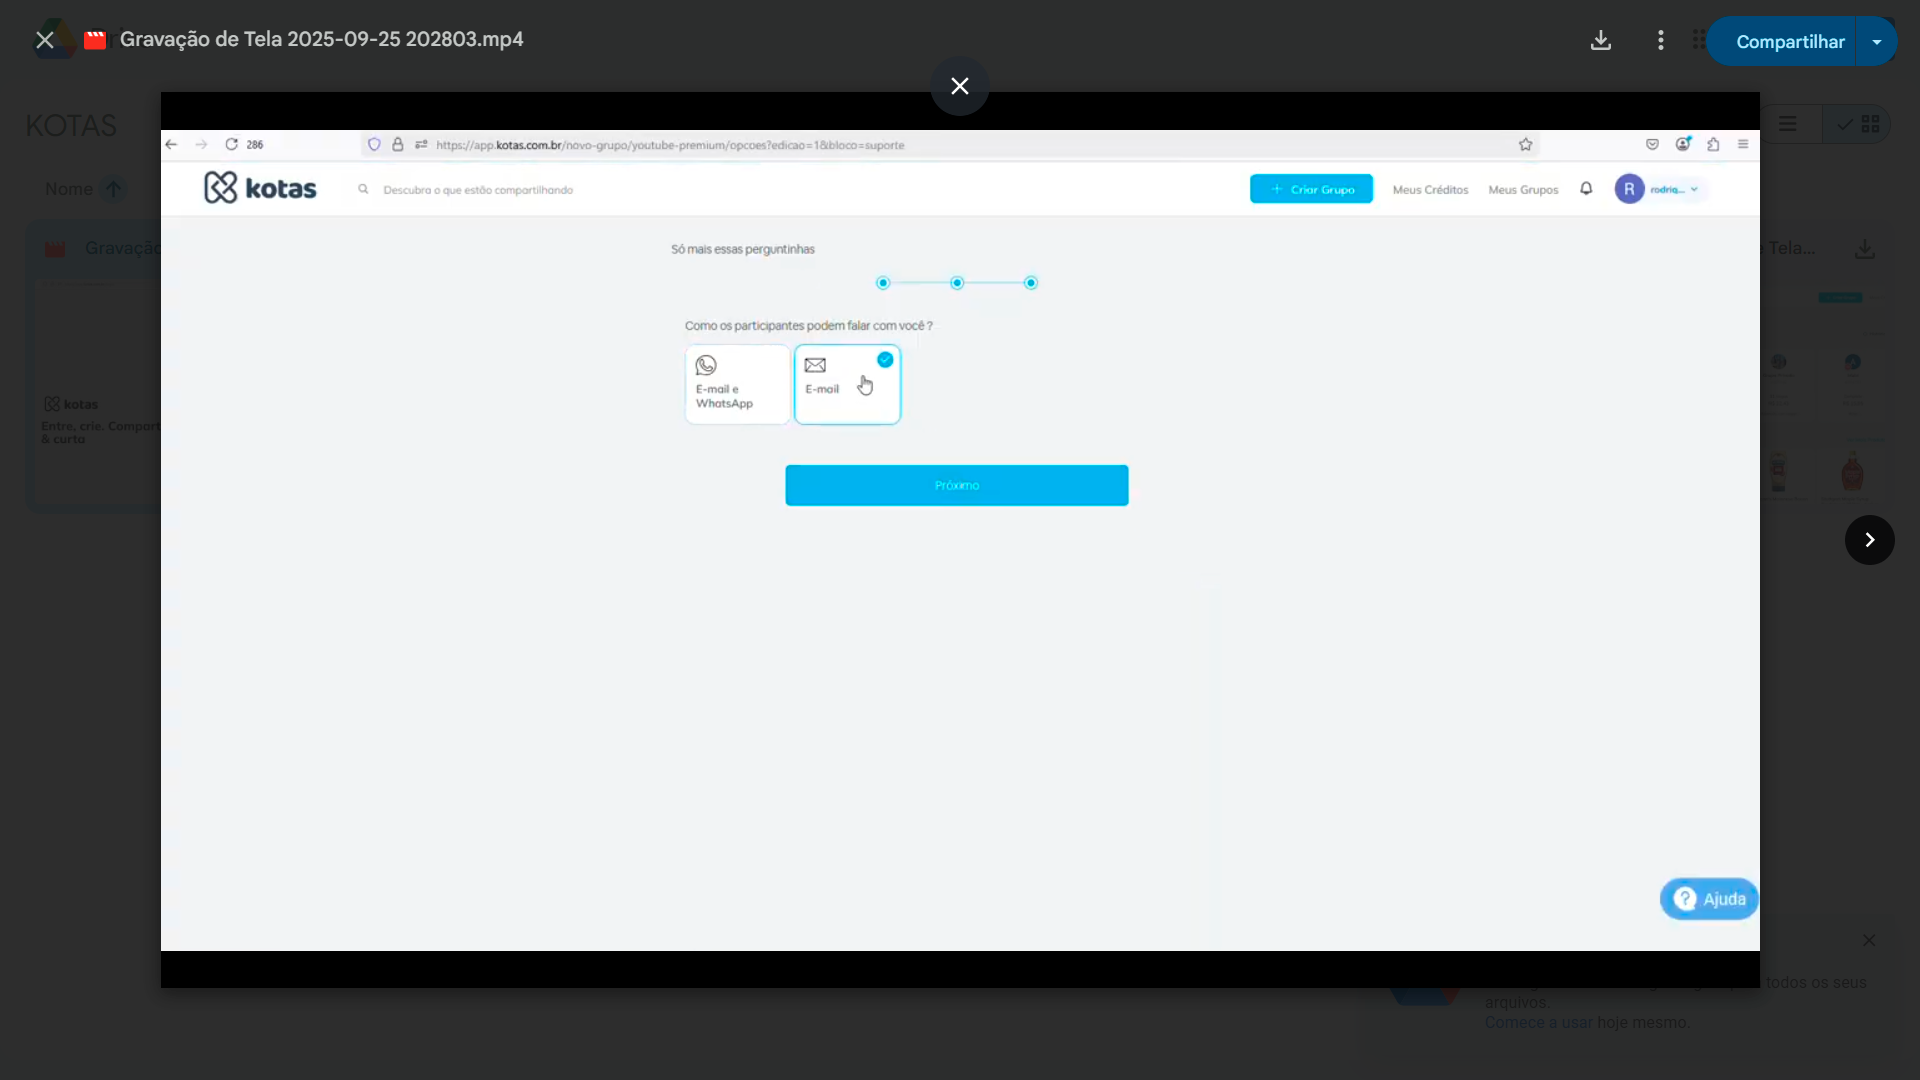 Gravação de Tela 2025-09-25 202803.mp4
Compartilhar
KOTAS
286
https://app.kotas.com.br/novo-grupo/youtube-premium/opcoes?edicao=1&bloco=suporte
kotas
Descubra o que estão compartilhando
+ Criar Grupo
Meus Créditos
Meus Grupos
R
rodrig...
Nome
Gravação
Tela...
Só mais essas perguntinhas
Como os participantes podem falar com você ?
E-mail e
WhatsApp
E-mail
Próximo
kotas
Entre, crie. Compart
& curta
? Ajuda
todos os seus
arquivos.
Comece a usar hoje mesmo.